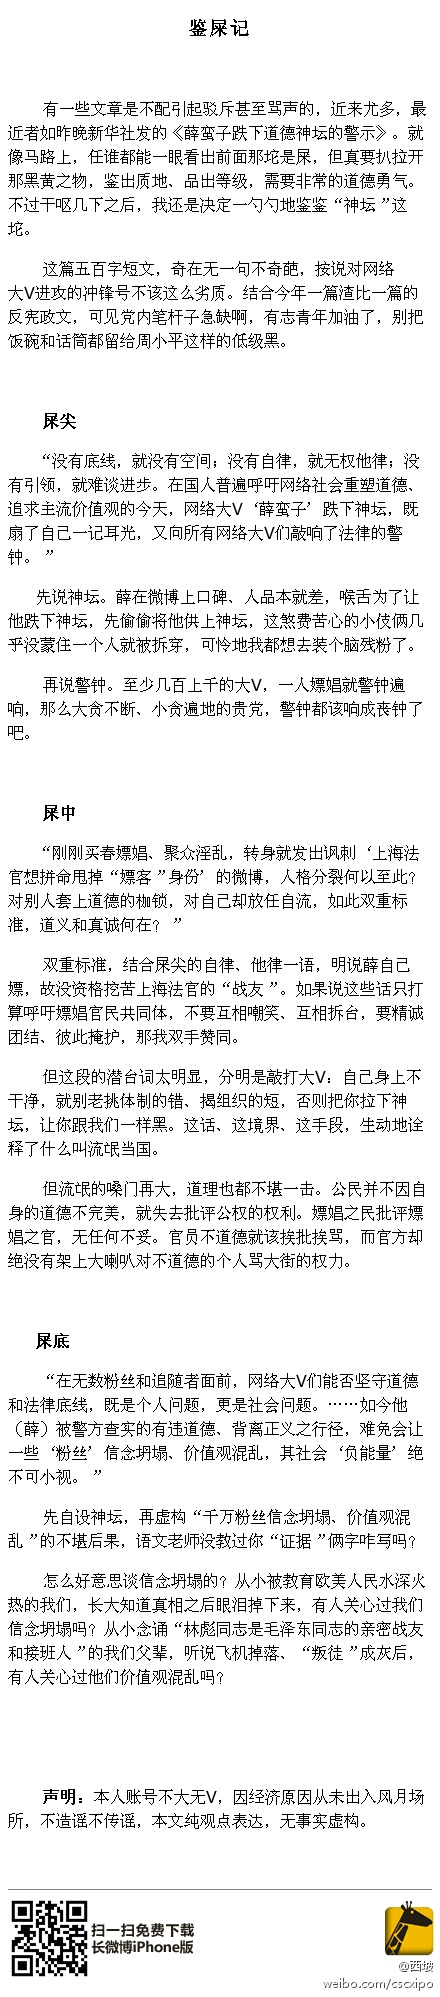 鉴屎记
有一些文章是不配引起驳斥甚至骂声的，近来尤多，最
近者如昨晚新华社发的《薛蛮子跌下道德神坛的警示》。就
像马路上，任谁都能一眼看出前面那坨是屎，但真要扒拉开
那黑黄之物，鉴出质地、品出等级，需要非常的道德勇气。
不过干呕几下之后，我还是决定一勺勺地鉴鉴“神坛”这
坨。
这篇五百字短文，奇在无一句不奇葩，按说对网络
大V进攻的冲锋号不该这么劣质。结合今年一篇渣比一篇的
反宪政文，可见党内笔杆子急缺啊，有志青年加油了，别把
饭碗和话筒都留给周小平这样的低级黑。
屎尖
“没有底线，就没有空间；没有自律，就无权他律；没
有引领，就难谈进步。在国人普遍呼吁网络社会重塑道德、
追求主流价值观的今天，网络大V‘薛蛮子’跌下神坛，既
扇了自己一记耳光，又向所有网络大V们敲响了法律的警
钟。”
先说神坛。薛在微博上口碑、人品本就差，喉舌为了让
他跌下神坛，先偷偷将他供上神坛，这煞费苦心的小伎俩几
乎没蒙住一个人就被拆穿，可怜地我都想去装个脑残粉了。
再说警钟。至少几百上千的大V，一人嫖娼就警钟遍
响，那么大贪不断、小贪遍地的贵党，警钟都该响成丧钟了
吧。
屎中
“刚刚买春嫖娼、聚众淫乱，转身就发出讽刺‘上海法
官想拼命甩掉“嫖客”身份’的微博，人格分裂何以至此？
对别人套上道德的枷锁，对自己却放任自流，如此双重标
准，道义和真诚何在？”
双重标准，结合屎尖的自律、他律一语，明说薛自己
嫖，故没资格挖苦上海法官的“战友”。如果说这些话只打
算呼吁嫖娼官民共同体，不要互相嘲笑、互相拆台，要精诚
团结、彼此掩护，那我双手赞同。
但这段的潜台词太明显，分明是敲打大V：自己身上不
干净，就别老挑体制的错、揭组织的短，否则把你拉下神
坛，让你跟我们一样黑。这话、这境界、这手段，生动地诠
释了什么叫流氓当国。
但流氓的嗓门再大，道理也都不堪一击。公民并不因自
身的道德不完美，就失去批评公权的权利。嫖娼之民批评嫖
娼之官，无任何不妥。官员不道德就该挨批挨骂，而官方却
绝没有架上大喇叭对不道德的个人骂大街的权力。
屎底
“在无数粉丝和追随者面前，网络大V们能否坚守道德
和法律底线，既是个人问题，更是社会问题。……如今他
（薛）被警方查实的有违道德、背离正义之行径，难免会让
一些‘粉丝’信念坍塌、价值观混乱，其社会‘负能量’绝
不可小视。”
先自设神坛，再虚构“千万粉丝信念坍塌、价值观混
乱”的不堪后果，语文老师没教过你“证据”俩字咋写吗？
怎么好意思谈信念坍塌的？从小被教育欧美人民水深火
热的我们，长大知道真相之后眼泪掉下来，有人关心过我们
信念坍塌吗？从小念诵“林彪同志是毛泽东同志的亲密战友
和接班人”的我们父辈，听说飞机掉落、“叛徒”成灰后，
有人关心过他们价值观混乱吗？
声明：本人账号不大无V，因经济原因从未出入风月场
所，不造谣不传谣，本文纯观点表达，无事实虚构。
扫一扫免费下载
长微博iPhone版
@西坡
weibo.com/cscxipo